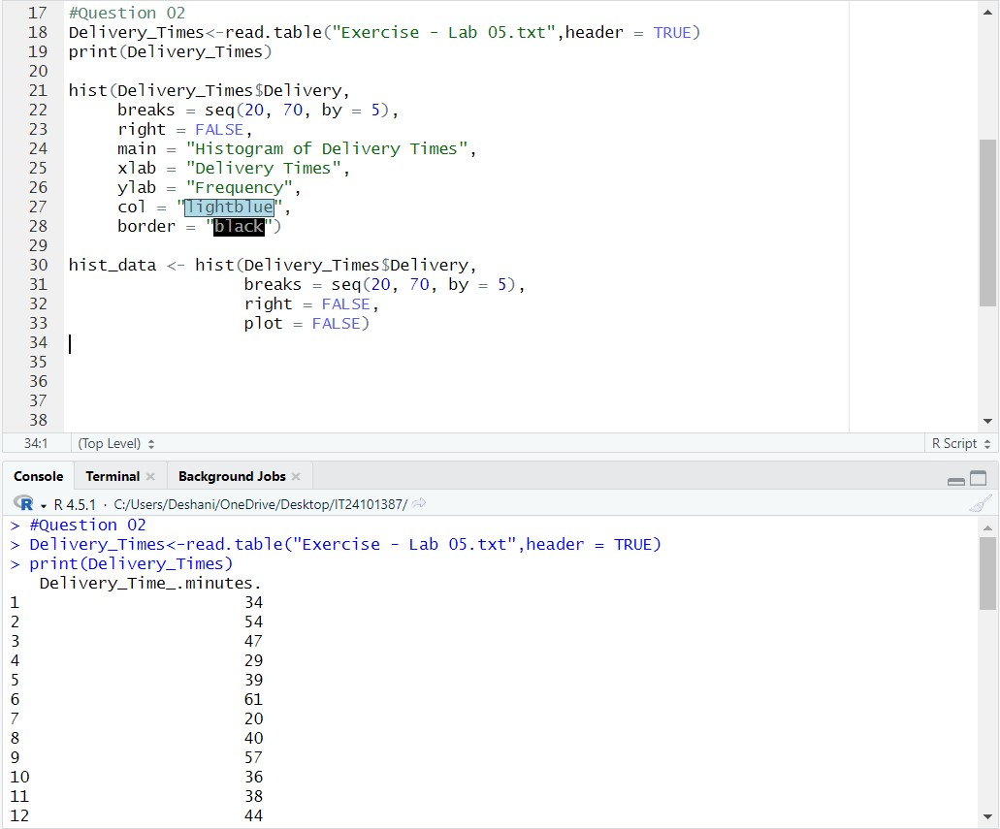 17 #Question 02
18 Delivery_Times<-read.table("Exercise - Lab 05.txt",header = TRUE)
19 print(Delivery_Times)
20
21 hist(Delivery_Times$Delivery,
22      breaks = seq(20, 70, by = 5),
23      right = FALSE,
24      main = "Histogram of Delivery Times",
25      xlab = "Delivery Times",
26      ylab = "Frequency",
27      col = "lightblue",
28      border = "black")
29
30 hist_data <- hist(Delivery_Times$Delivery,
31                   breaks = seq(20, 70, by = 5),
32                   right = FALSE,
33                   plot = FALSE)
34
35
36
37
38
34:1 (Top Level) R Script
Console Terminal Background Jobs
R R 4.5.1 · C:/Users/Deshani/OneDrive/Desktop/IT24101387/
> #Question 02
> Delivery_Times<-read.table("Exercise - Lab 05.txt",header = TRUE)
> print(Delivery_Times)
   Delivery_Time_.minutes.
1                       34
2                       54
3                       47
4                       29
5                       39
6                       61
7                       20
8                       40
9                       57
10                      36
11                      38
12                      44